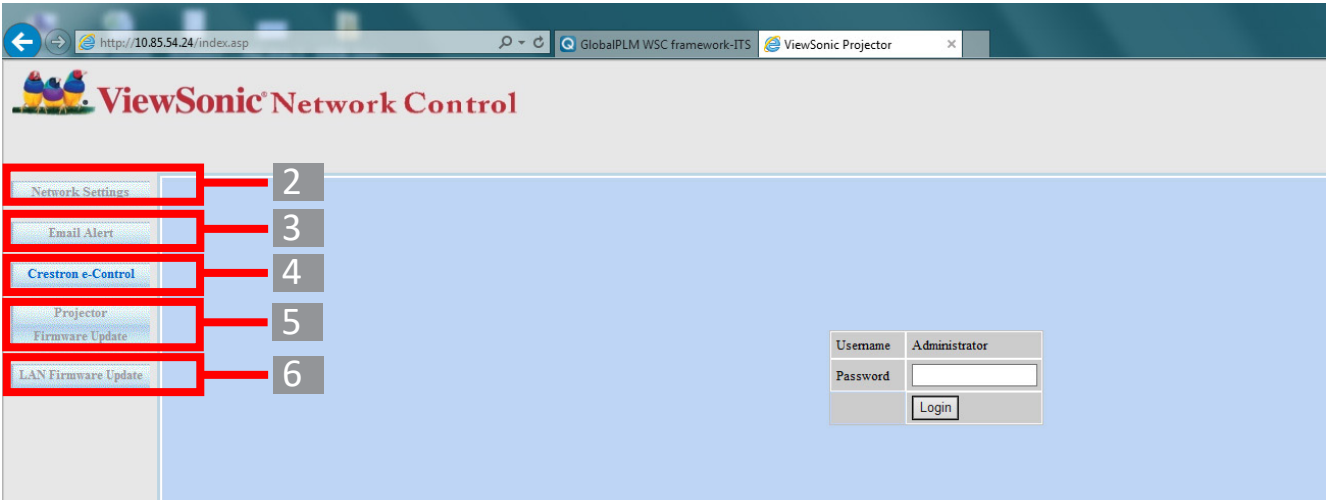 http://10.85.54.24/index.asp
GlobalPLM WSC framework-ITS
ViewSonic Projector
ViewSonic® Network Control
Network Settings
2
Email Alert
3
Crestron e-Control
4
Projector
Firmware Update
5
LAN Firmware Update
6
Username Administrator
Password
Login